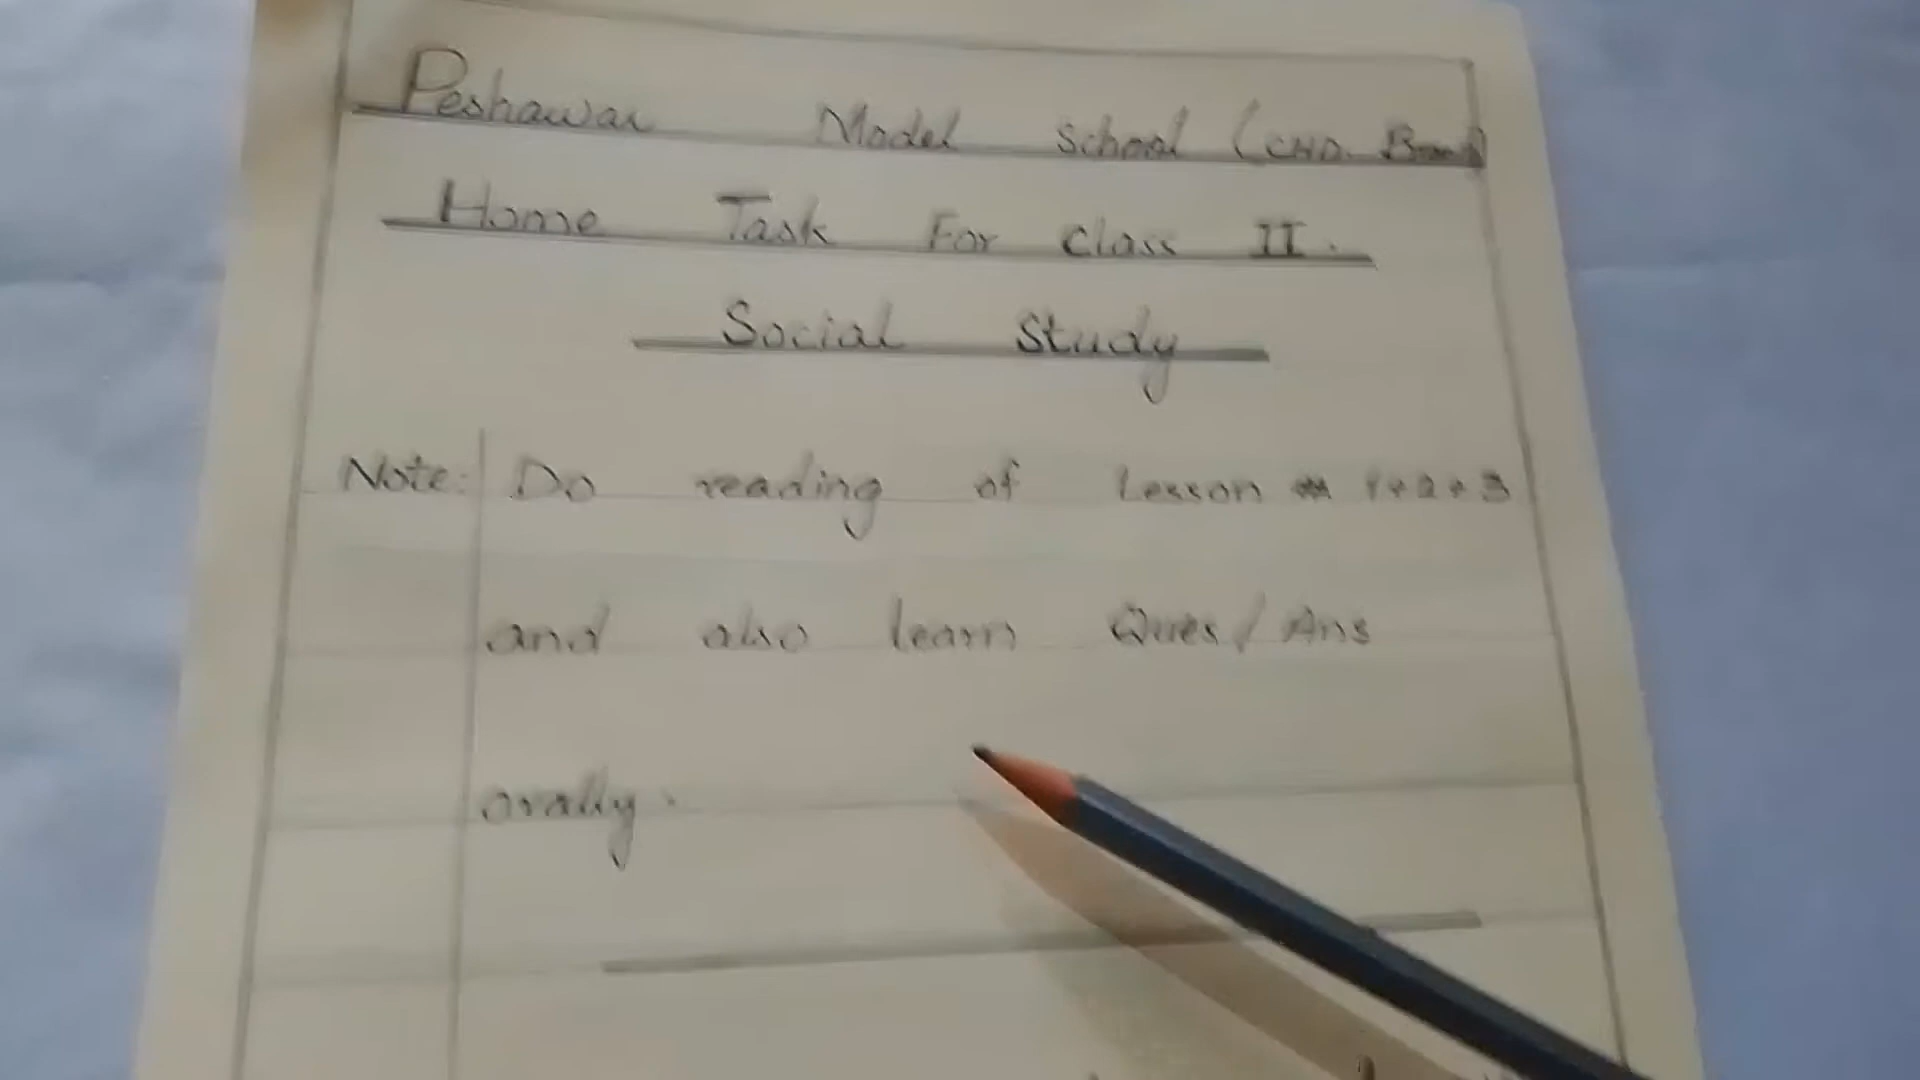 Peshawar Model School (CHD.
Home Task For Class II.
Social Study
Note: Do reading of Lesson 1+2+3
and also learn Ques/Ans
orally.